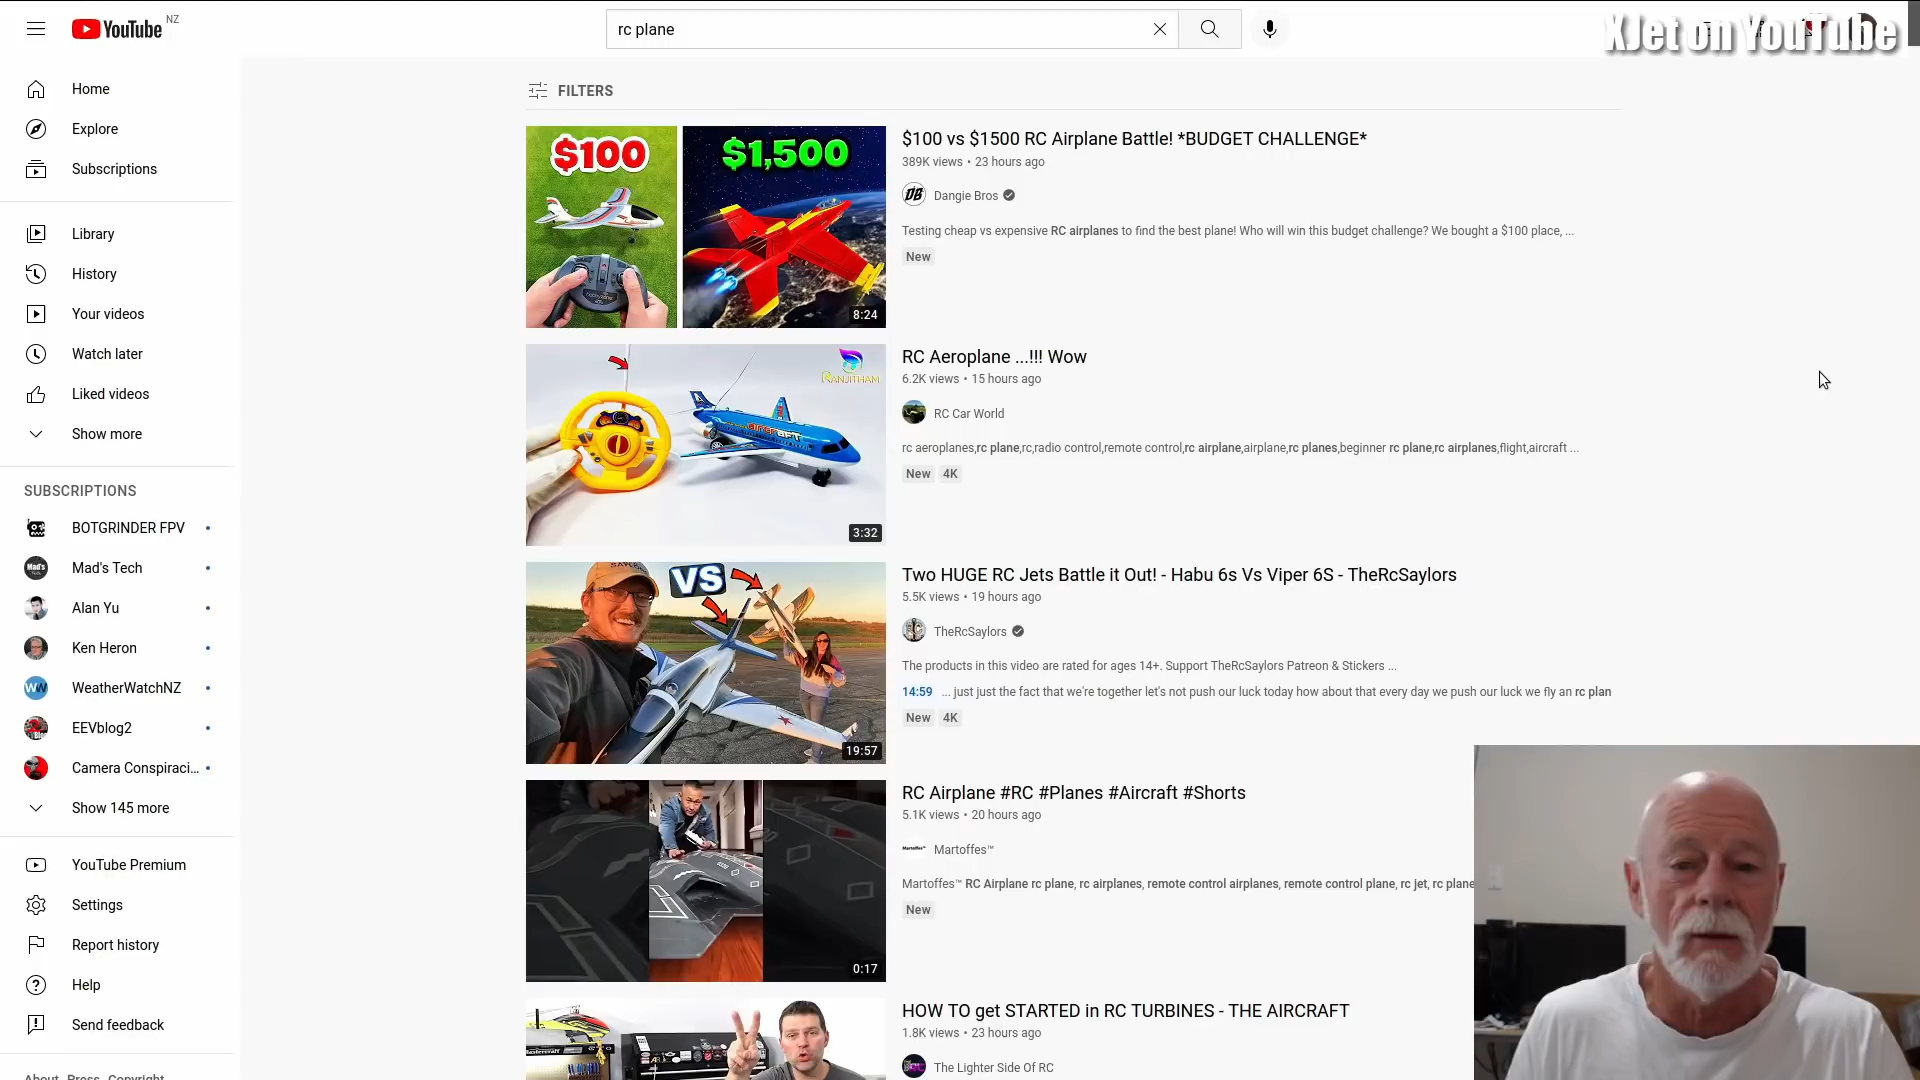 YouTube NZ
rc plane
XJet on YouTube
Home
Explore
Subscriptions
Library
History
Your videos
Watch later
Liked videos
Show more
SUBSCRIPTIONS
BOTGRINDER FPV
Mad's Tech
Alan Yu
Ken Heron
WeatherWatchNZ
EEVblog2
Camera Conspiraci...
Show 145 more
YouTube Premium
Settings
Report history
Help
Send feedback
About Press Copyright
FILTERS
$100
$1,500
8:24
$100 vs $1500 RC Airplane Battle! *BUDGET CHALLENGE*
389K views • 23 hours ago
DB Dangie Bros
Testing cheap vs expensive RC airplanes to find the best plane! Who will win this budget challenge? We bought a $100 place, ...
New
RANJITHAM
3:32
RC Aeroplane ...!!! Wow
6.2K views • 15 hours ago
RC Car World
rc aeroplanes,rc plane,rc,radio control,remote control,rc airplane,airplane,rc planes,beginner rc plane,rc airplanes,flight,aircraft ...
New 4K
VS
19:57
Two HUGE RC Jets Battle it Out! - Habu 6s Vs Viper 6S - TheRcSaylors
5.5K views • 19 hours ago
TheRcSaylors
The products in this video are rated for ages 14+. Support TheRcSaylors Patreon & Stickers ...
14:59 ... just just the fact that we're together let's not push our luck today how about that every day we push our luck we fly an rc plan
New 4K
0:17
RC Airplane #RC #Planes #Aircraft #Shorts
5.1K views • 20 hours ago
Martoffes™
Martoffes™ RC Airplane rc plane, rc airplanes, remote control airplanes, remote control plane, rc jet, rc plane
New
HOW TO get STARTED in RC TURBINES - THE AIRCRAFT
1.8K views • 23 hours ago
The Lighter Side Of RC